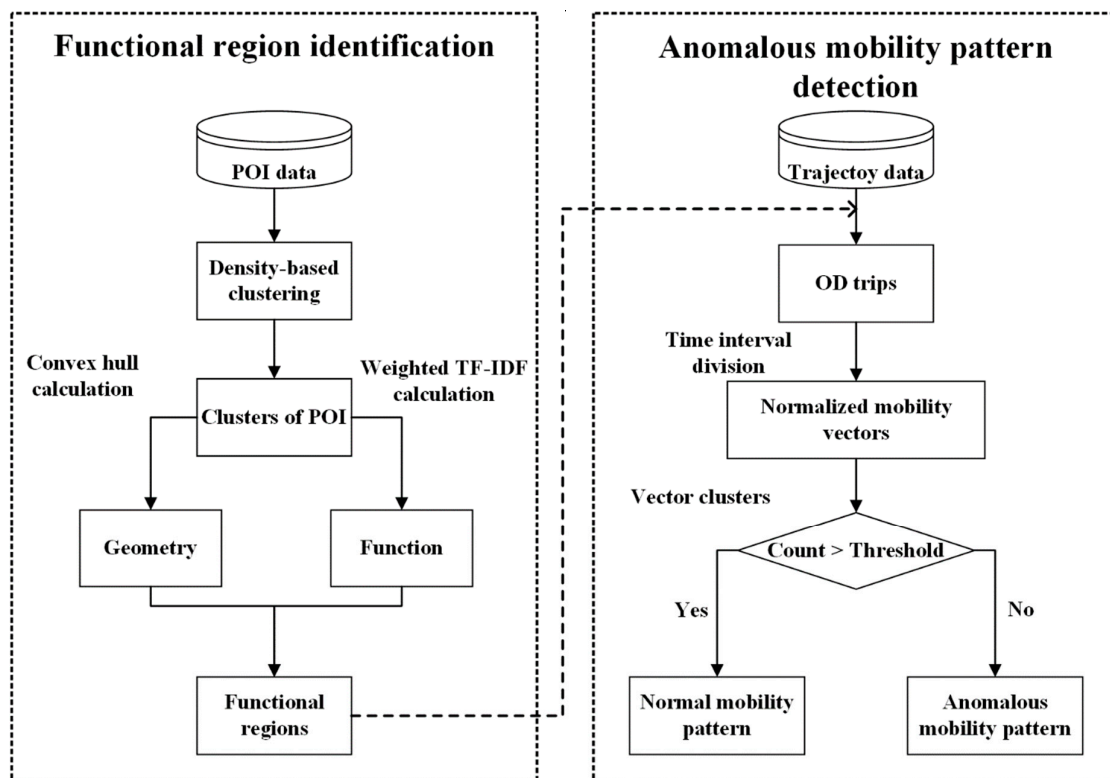 Functional region identification
POI data
Density-based
clustering
Convex hull
calculation
Weighted TF-IDF
calculation
Clusters of POI
Geometry
Function
Functional
regions
Anomalous mobility pattern
detection
Trajectoy data
OD trips
Time interval
division
Normalized mobility
vectors
Vector clusters
Count > Threshold
Yes
No
Normal mobility
pattern
Anomalous
mobility pattern